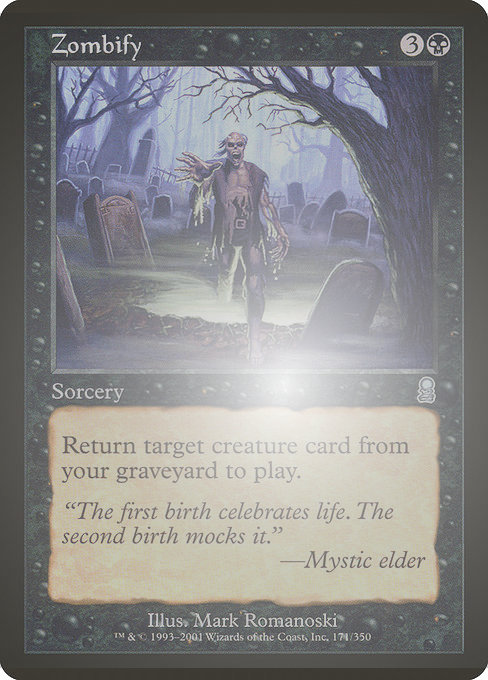 Zombify
3
Sorcery
Return target creature card from
your graveyard to play.
“The first birth celebrates life. The
second birth mocks it.”
—Mystic elder
Illus. Mark Romanoski
™ & © 1993–2001 Wizards of the Coast, Inc. 171/350